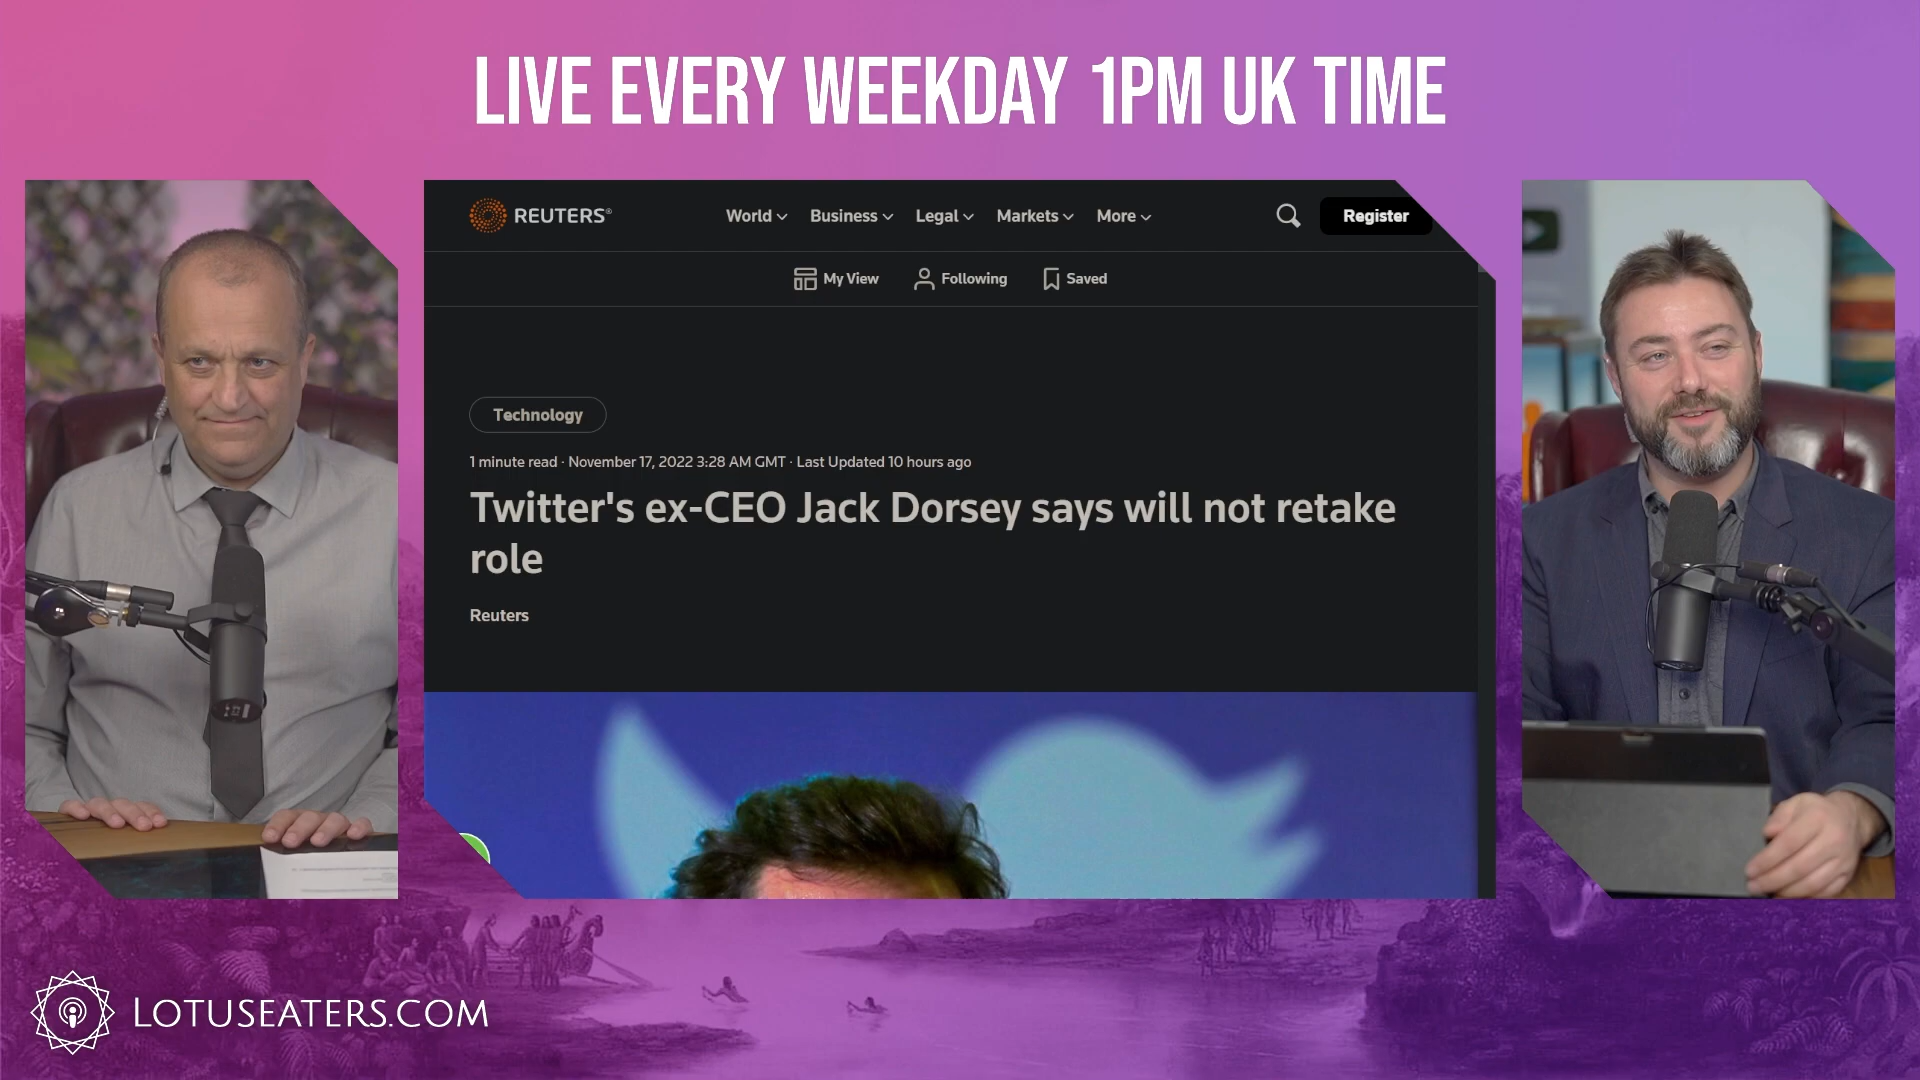 LIVE EVERY WEEKDAY 1PM UK TIME
REUTERS®
World Business Legal Markets More
Register
My View Following Saved
Technology
1 minute read · November 17, 2022 3:28 AM GMT · Last Updated 10 hours ago
Twitter's ex-CEO Jack Dorsey says will not retake
role
Reuters
LOTUSEATERS.COM